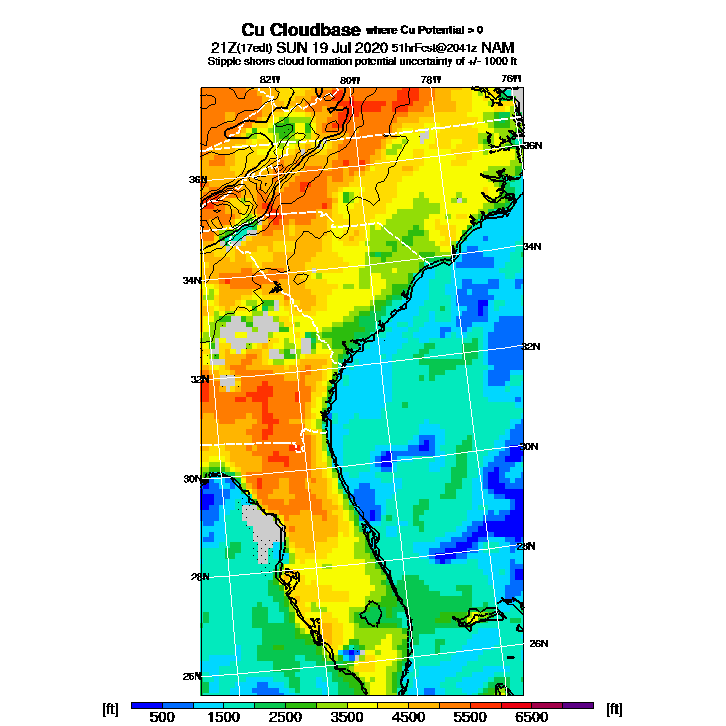 Cu Cloudbase where Cu Potential > 0
21Z(17edt) SUN 19 Jul 2020 51hrFcst@2041z NAM
Stipple shows cloud formation potential uncertainty of +/- 1000 ft
82W 80W 78W 76W
36N
36N
34N
34N
32N
32N
30N
30N
28N
28N
26N
26N
[ft] 500 1500 2500 3500 4500 5500 6500 [ft]